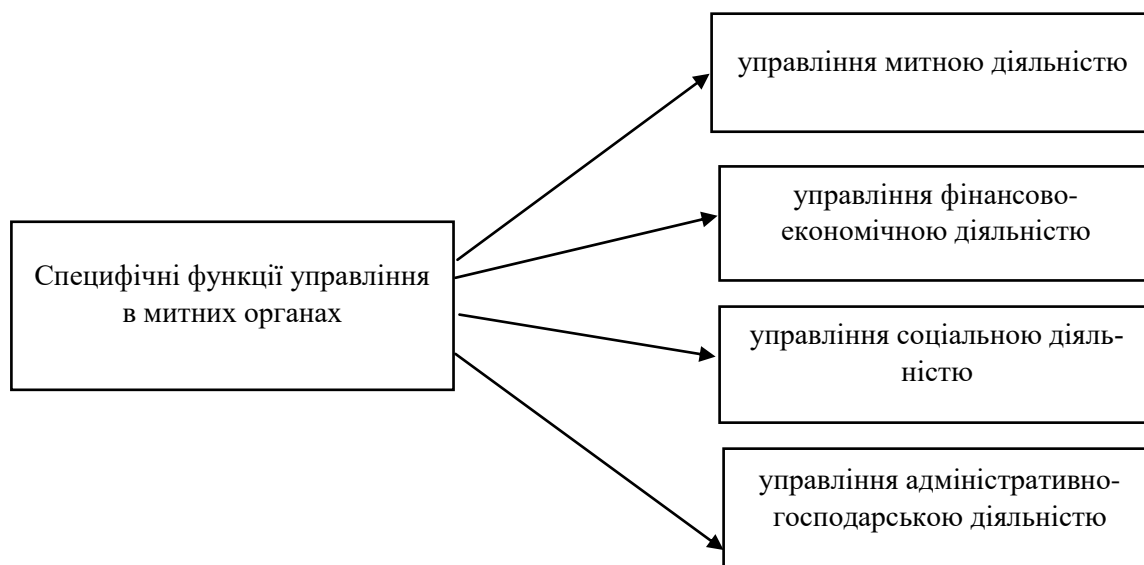 управління митною діяльністю
управління фінансово-
економічною діяльністю
Специфічні функції управління
в митних органах
управління соціальною діяль-
ністю
управління адміністративно-
господарською діяльністю